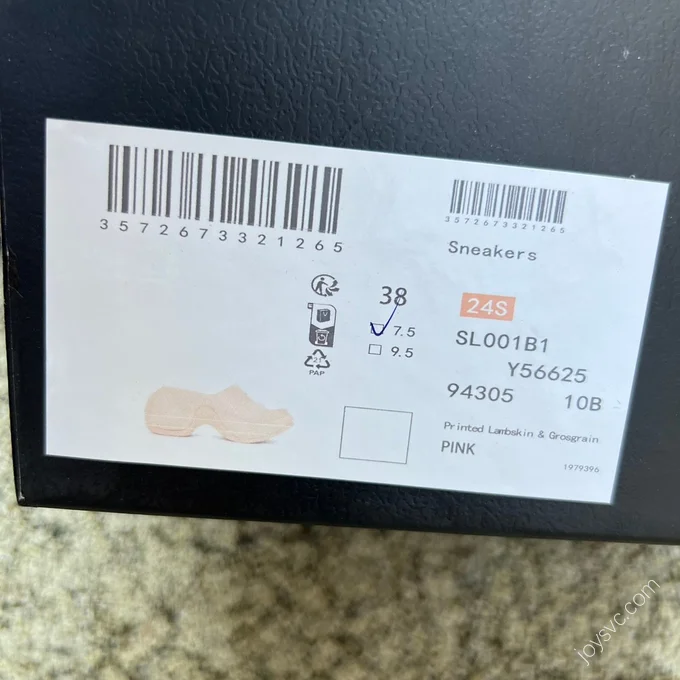 3572673321265
3572673321265
Sneakers
38
24S
7.5
SL001B1
9.5
Y56625
21
PAP
94305 10B
Printed Lambskin & Grosgrain
PINK
1979396
joysvc.com